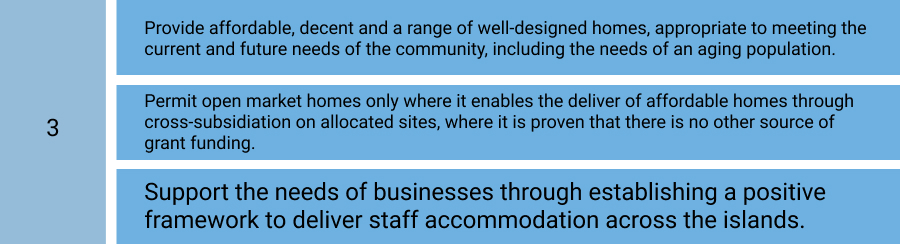 3
Provide affordable, decent and a range of well-designed homes, appropriate to meeting the
current and future needs of the community, including the needs of an aging population.
Permit open market homes only where it enables the deliver of affordable homes through
cross-subsidiation on allocated sites, where it is proven that there is no other source of
grant funding.
Support the needs of businesses through establishing a positive
framework to deliver staff accommodation across the islands.